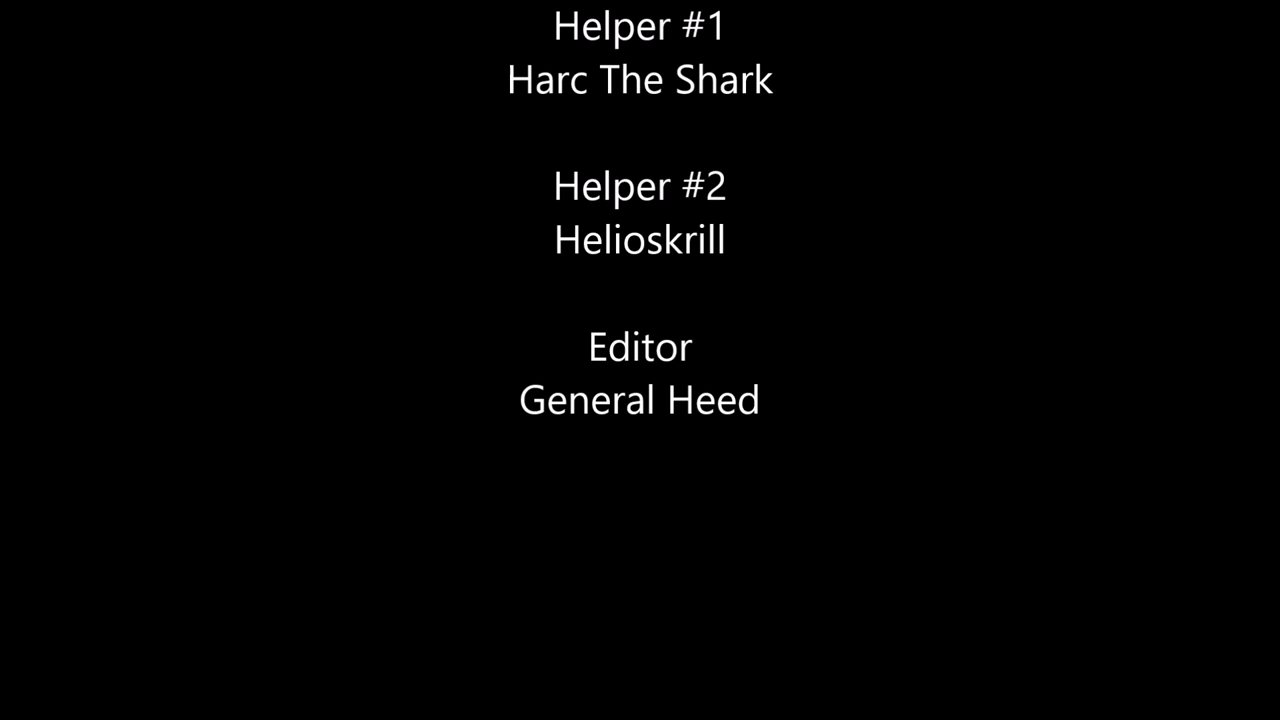 Helper #1
Harc The Shark
Helper #2
Helioskrill
Editor
General Heed